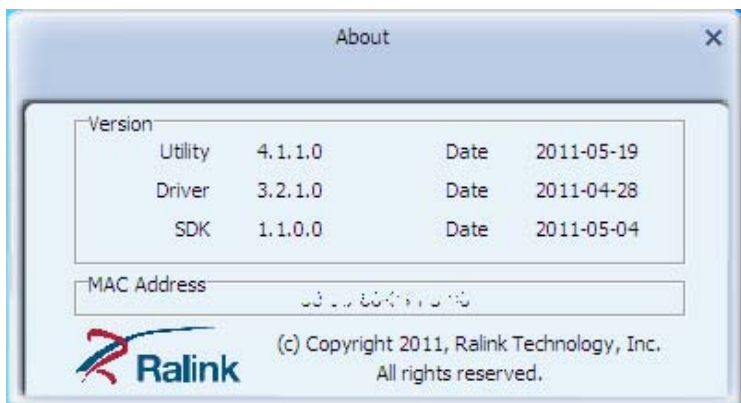 About
Version
Utility 4.1.1.0 Date 2011-05-19
Driver 3.2.1.0 Date 2011-04-28
SDK 1.1.0.0 Date 2011-05-04
MAC Address
Ralink
(c) Copyright 2011, Ralink Technology, Inc.
All rights reserved.